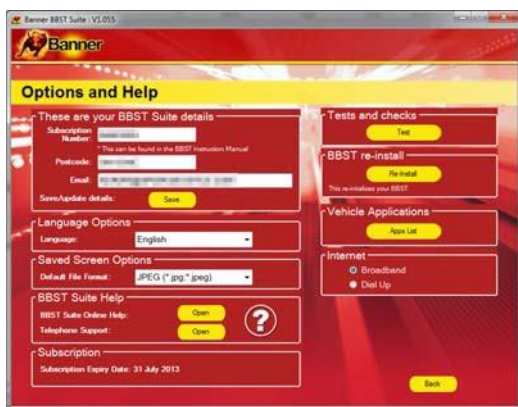 Banner BBST Suite : V1.055
Banner
Options and Help
These are your BBST Suite details
Subscription Number:
* This can be found in the BBST Instruction Manual
Postcode:
Email:
Save/update details: Save
Language Options
Language: English
Saved Screen Options
Default File Format: JPEG (*.jpg;*.jpeg)
BBST Suite Help
BBST Suite Online Help: Open
Telephone Support: Open
?
Subscription
Subscription Expiry Date: 31 July 2013
Tests and checks
Test
BBST re-install
Re-Install
This re-initialises your BBST
Vehicle Applications
Apps List
Internet
Broadband
Dial Up
Back